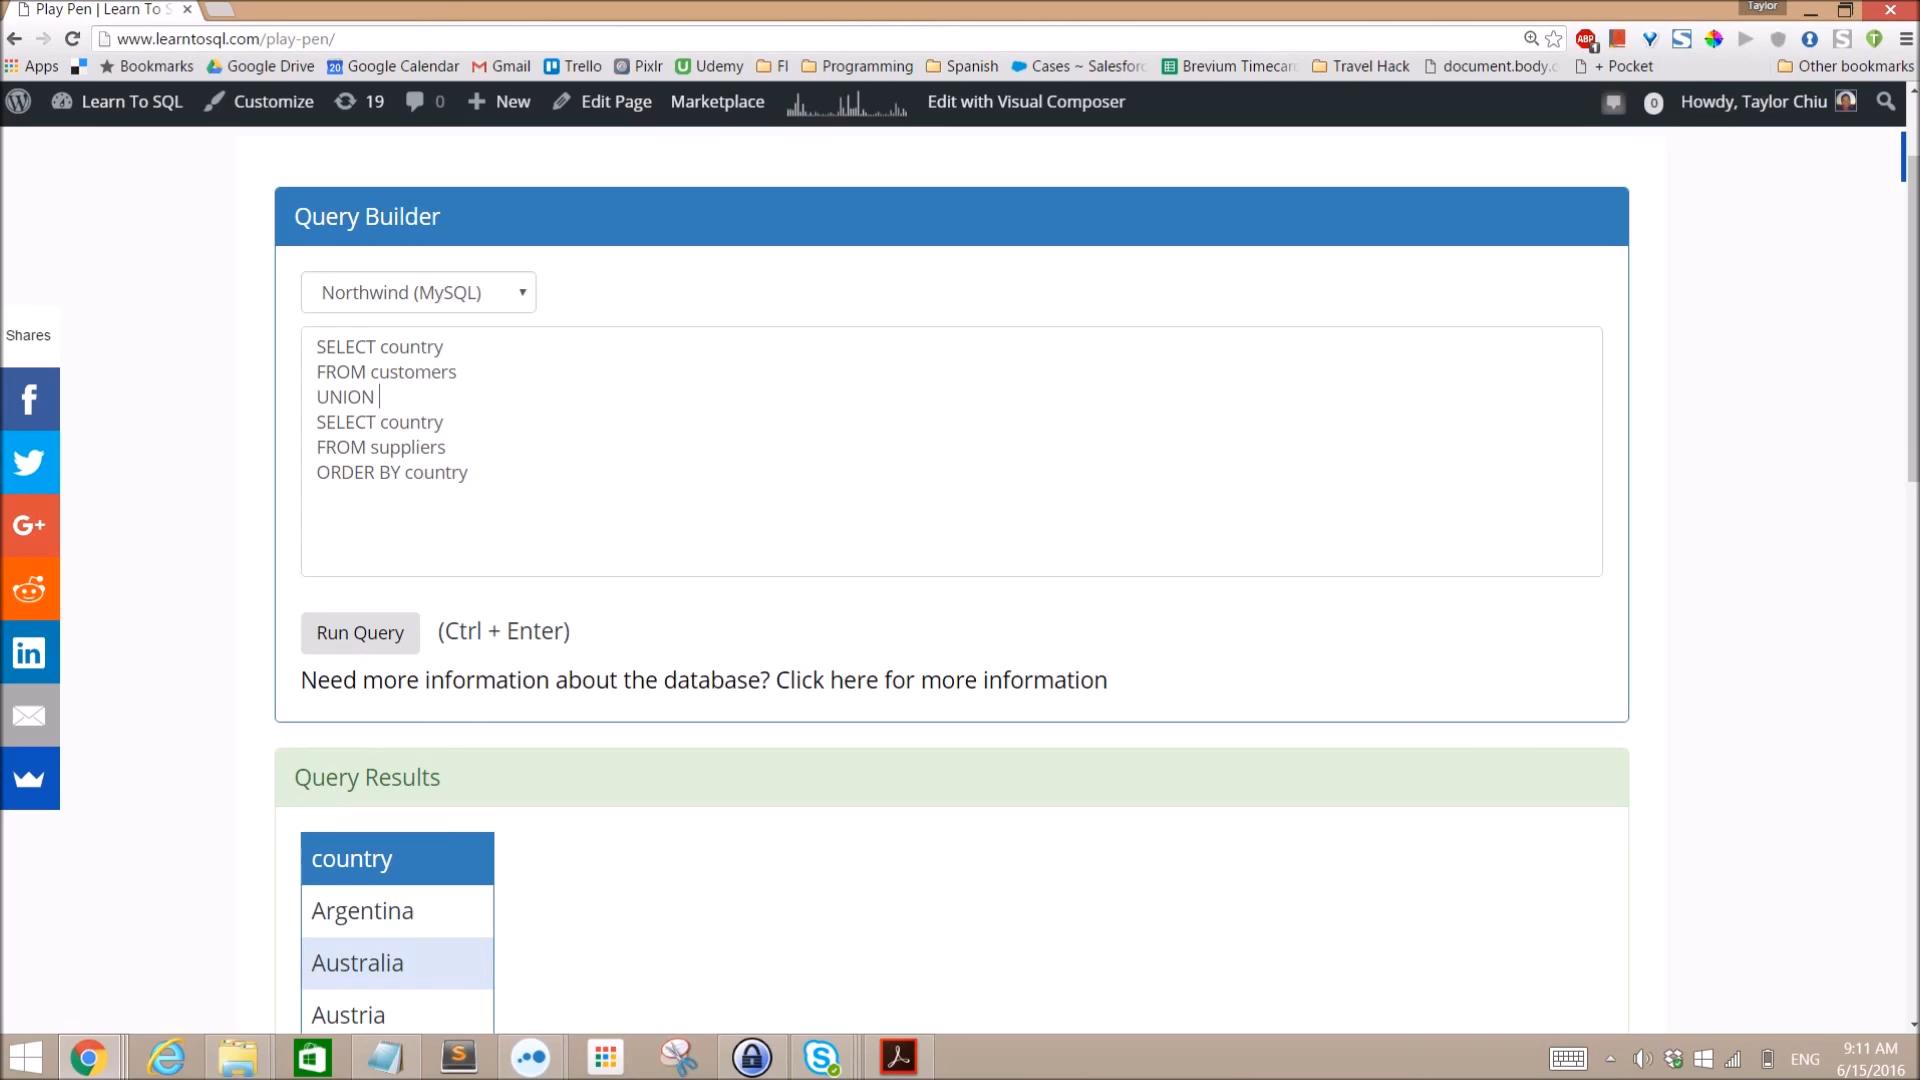 Play Pen | Learn To S
Taylor
www.learntosql.com/play-pen/
ABP
1
Apps
Bookmarks
Google Drive
20
Google Calendar
Gmail
Trello
Pixlr
Udemy
FI
Programming
Spanish
Cases ~ Salesforc
Brevium Timecar
Travel Hack
document.body.c
+ Pocket
Other bookmarks
Learn To SQL
Customize
19
0
New
Edit Page
Marketplace
Edit with Visual Composer
0
Howdy, Taylor Chiu
Query Builder
Northwind (MySQL)
Shares
SELECT country
FROM customers
UNION
SELECT country
FROM suppliers
ORDER BY country
G+
in
Run Query
(Ctrl + Enter)
Need more information about the database? Click here for more information
Query Results
country
Argentina
Australia
Austria
ENG
9:11 AM
6/15/2016